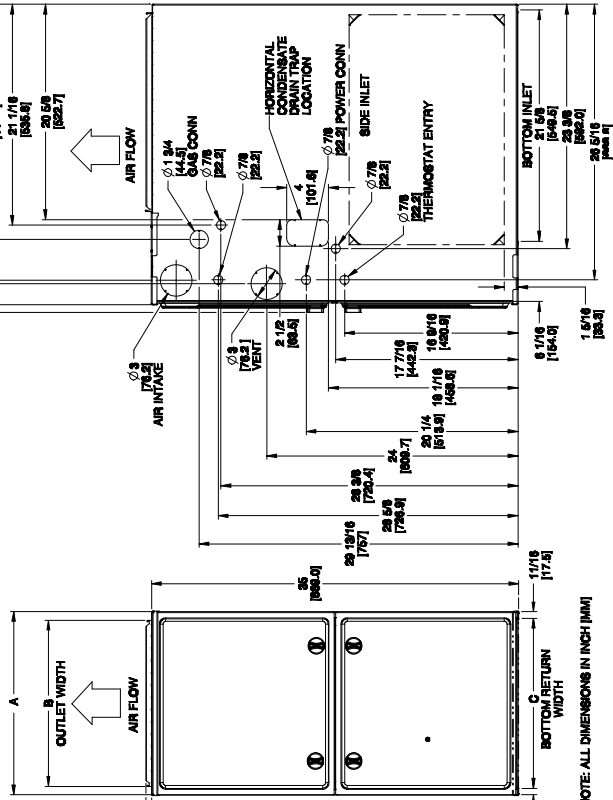 21 1/16
[535.8]
20 5/8
[522.7]
AIR FLOW
Ø 1 3/4
[44.5]
GAS CONN
Ø 7/8
[22.2]
Ø 7/8
[22.2]
HORIZONTAL
CONDENSATE
DRAIN TRAP
LOCATION
4
[101.6]
Ø 7/8
[22.2] POWER CONN
SIDE INLET
Ø 7/8
[22.2]
Ø 7/8
[22.2]
THERMOSTAT ENTRY
BOTTOM INLET
21 5/8
[549.5]
23 3/8
[592.0]
26 5/16
Ø 3
[76.2]
AIR INTAKE
Ø 3
[76.2]
VENT
2 1/2
[63.5]
16 9/16
[420.9]
17 7/16
[442.3]
18 1/16
[458.6]
20 1/4
[513.9]
24
[609.7]
28 3/8
[720.4]
28 5/8
[726.9]
29 13/16
[757]
6 1/16
[154.0]
1 5/16
[33.3]
A
B
OUTLET WIDTH
AIR FLOW
35
[889.0]
11/16
[17.5]
C
BOTTOM RETURN
WIDTH
NOTE: ALL DIMENSIONS IN INCH [MM]